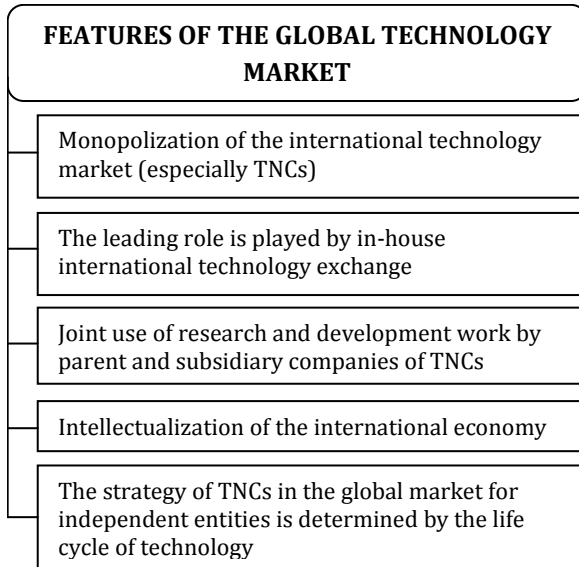 FEATURES OF THE GLOBAL TECHNOLOGY
MARKET
Monopolization of the international technology
market (especially TNCs)
The leading role is played by in-house
international technology exchange
Joint use of research and development work by
parent and subsidiary companies of TNCs
Intellectualization of the international economy
The strategy of TNCs in the global market for
independent entities is determined by the life
cycle of technology